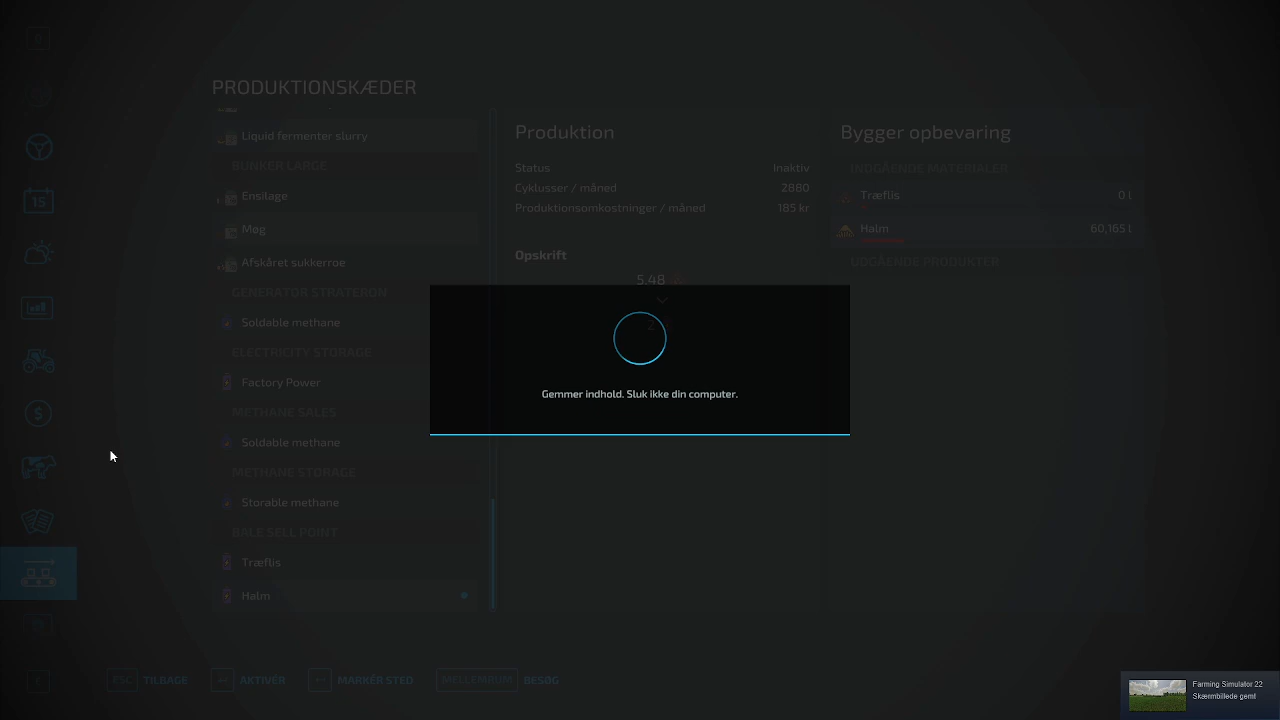 PRODUKTIONSKÆDER
Liquid fermenter slurry
BUNKER LARGE
Ensilage
Møg
Afskåret sukkerroe
GENERATOR STRATERON
Soldable methane
ELECTRICITY STORAGE
Factory Power
METHANE SALES
Soldable methane
METHANE STORAGE
Storable methane
BALE SELL POINT
Træflis
Halm
Produktion
Status Inaktiv
Cyklusser / måned 2880
Produktionsomkostninger / måned 185 kr
Opskrift
5.48
2
Bygger opbevaring
INDGÅENDE MATERIALER
Træflis 0 l
Halm 60,165 l
UDGÅENDE PRODUKTER
Gemmer indhold. Sluk ikke din computer.
15
ESC TILBAGE
AKTIVÉR
MARKÉR STED
MELLEMRUM BESØG
Farming Simulator 22
Skærmbillede gemt